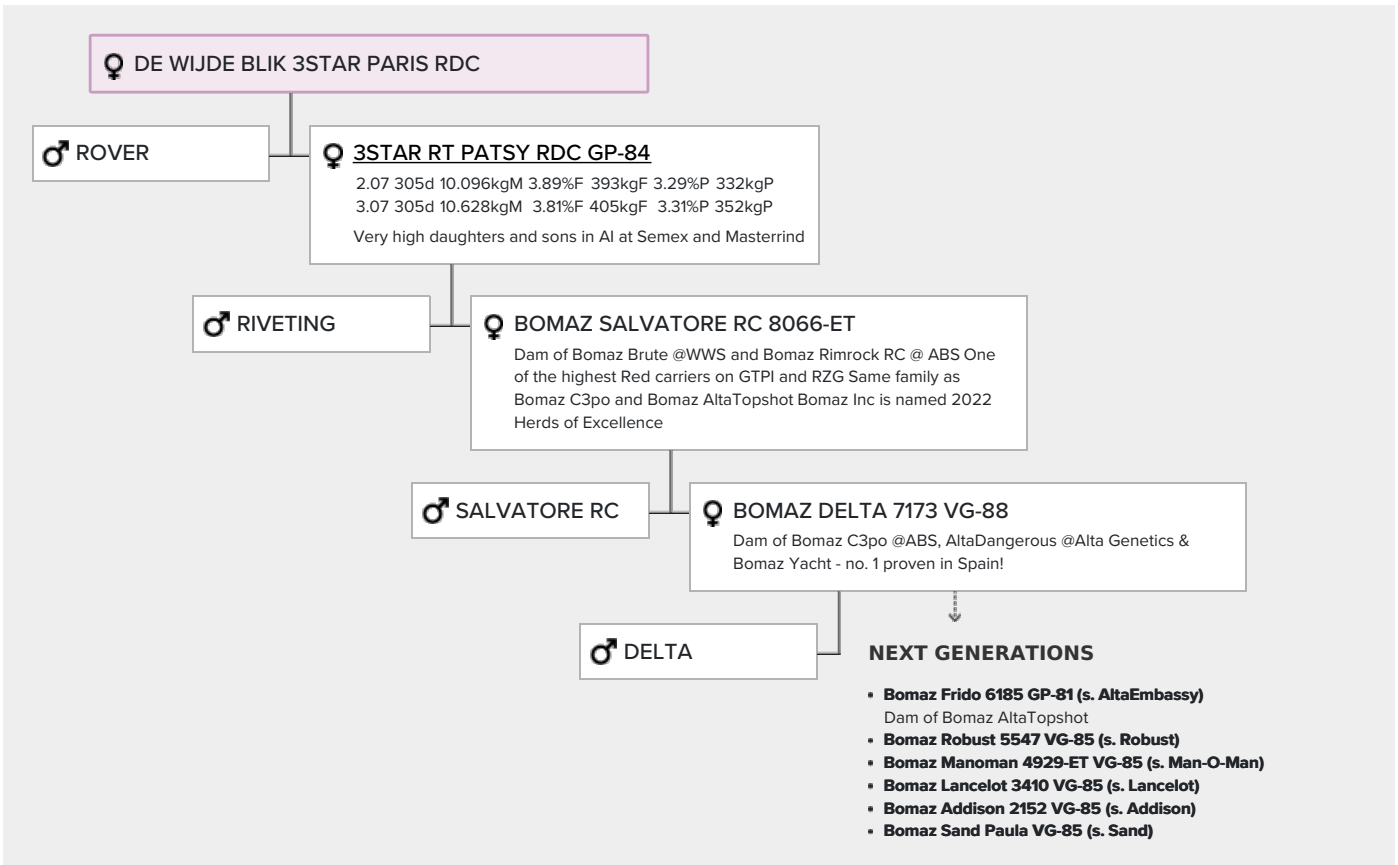 DE WIJDE BLIK 3STAR PARIS RDC
ROVER
3STAR RT PATSY RDC GP-84
2.07 305d 10.096kgM 3.89%F 393kgF 3.29%P 332kgP
3.07 305d 10.628kgM 3.81%F 405kgF 3.31%P 352kgP
Very high daughters and sons in AI at Semex and Masterrind
RIVETING
BOMAZ SALVATORE RC 8066-ET
Dam of Bomaz Brute @WWS and Bomaz Rimrock RC @ ABS One
of the highest Red carriers on GTPI and RZG Same family as
Bomaz C3po and Bomaz AltaTopshot Bomaz Inc is named 2022
Herds of Excellence
SALVATORE RC
BOMAZ DELTA 7173 VG-88
Dam of Bomaz C3po @ABS, AltaDangerous @Alta Genetics &
Bomaz Yacht - no. 1 proven in Spain!
DELTA
NEXT GENERATIONS
• Bomaz Frido 6185 GP-81 (s. AltaEmbassy)
Dam of Bomaz AltaTopshot
• Bomaz Robust 5547 VG-85 (s. Robust)
• Bomaz Manoman 4929-ET VG-85 (s. Man-O-Man)
• Bomaz Lancelot 3410 VG-85 (s. Lancelot)
• Bomaz Addison 2152 VG-85 (s. Addison)
• Bomaz Sand Paula VG-85 (s. Sand)